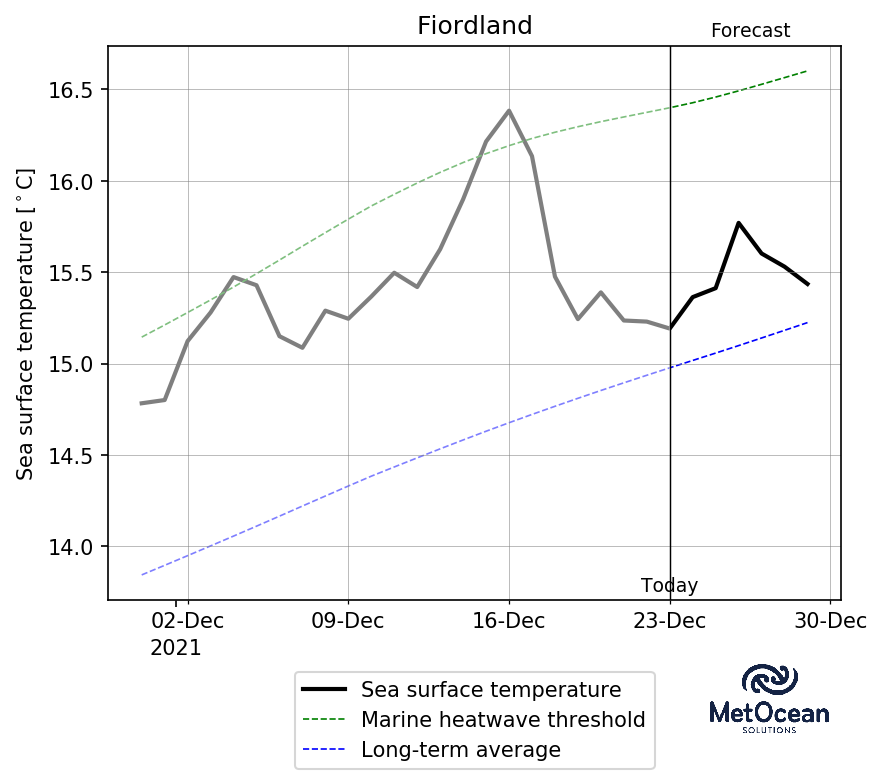 Fiordland
Forecast
Sea surface temperature [°C]
16.5
16.0
15.5
15.0
14.5
14.0
Today
02-Dec
09-Dec
16-Dec
23-Dec
30-Dec
2021
Sea surface temperature
Marine heatwave threshold
Long-term average
MetOcean
SOLUTIONS